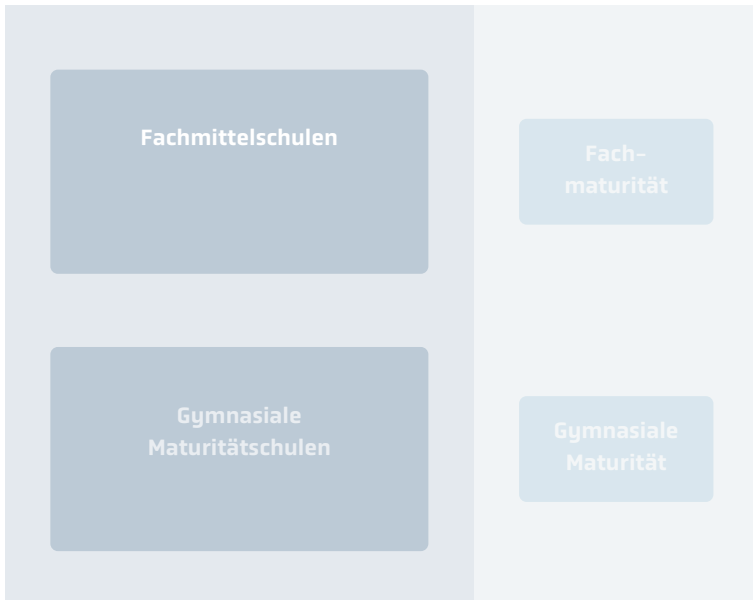 Fachmittelschulen
Fach-
maturität
Gymnasiale
Maturitätschulen
Gymnasiale
Maturität